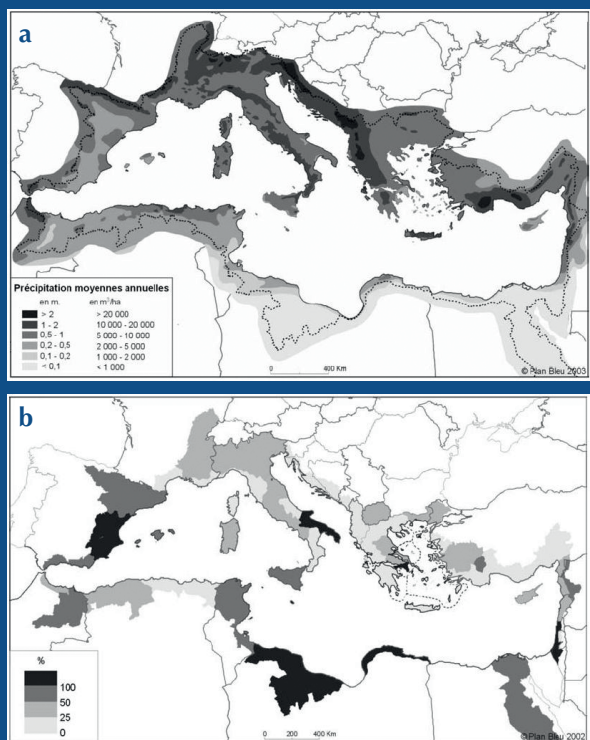 a
Précipitation moyennes annuelles
en m. en m³/ha
> 2 > 20 000
1 - 2 10 000 - 20 000
0,5 - 1 5 000 - 10 000
0,2 - 0,5 2 000 - 5 000
0,1 - 0,2 1 000 - 2 000
< 0,1 < 1 000
0 400 Km
© Plan Bleu 2003
b
%
100
50
25
0
0 200 400 Km
© Plan Bleu 2002